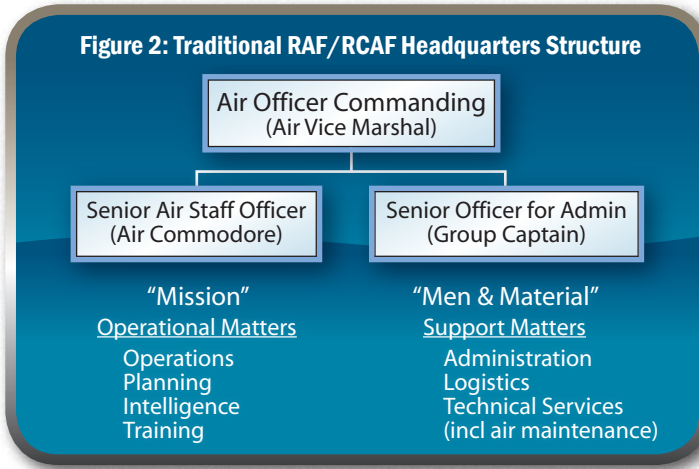 Figure 2: Traditional RAF/RCAF Headquarters Structure
Air Officer Commanding
(Air Vice Marshal)
Senior Air Staff Officer
(Air Commodore)
Senior Officer for Admin
(Group Captain)
"Mission"
Operational Matters
Operations
Planning
Intelligence
Training
"Men & Material"
Support Matters
Administration
Logistics
Technical Services
(incl air maintenance)